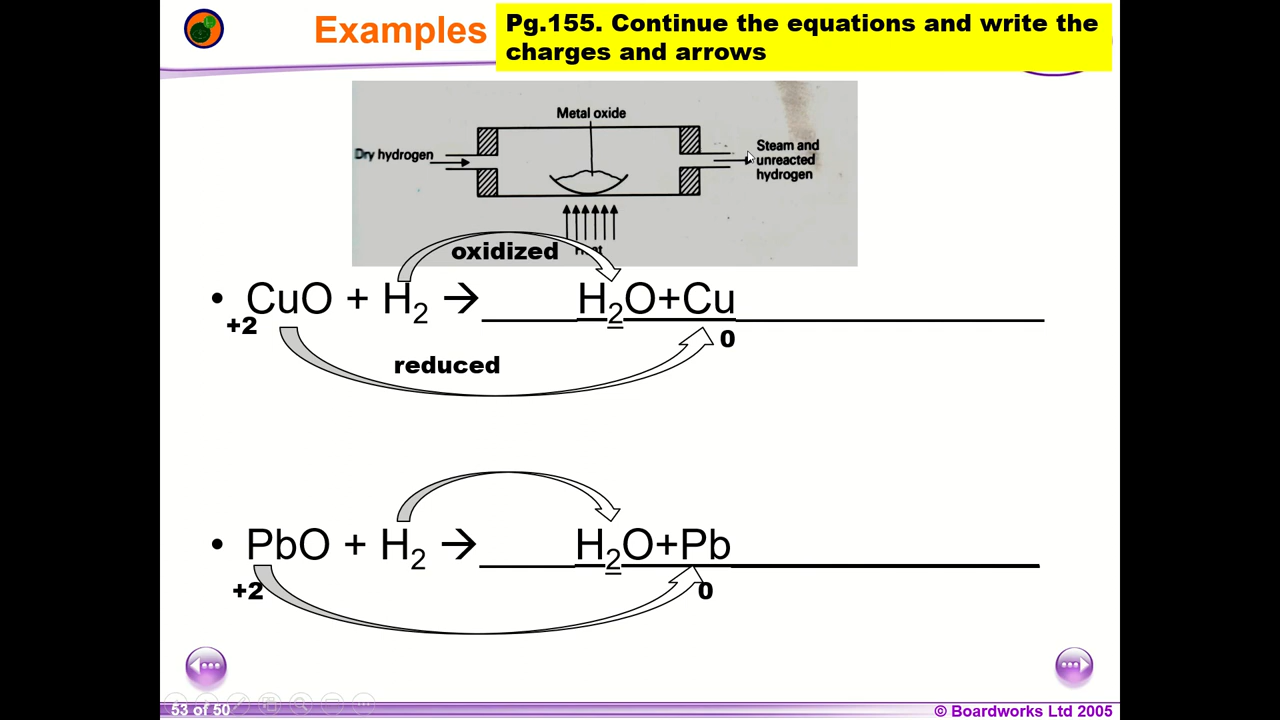 Examples
Pg.155. Continue the equations and write the
charges and arrows
Metal oxide
Dry hydrogen
Steam and
unreacted
hydrogen
oxidized
• CuO + H₂ → H₂O+Cu
+2
0
reduced
• PbO + H₂ → H₂O+Pb
+2
0
53 of 50
© Boardworks Ltd 2005